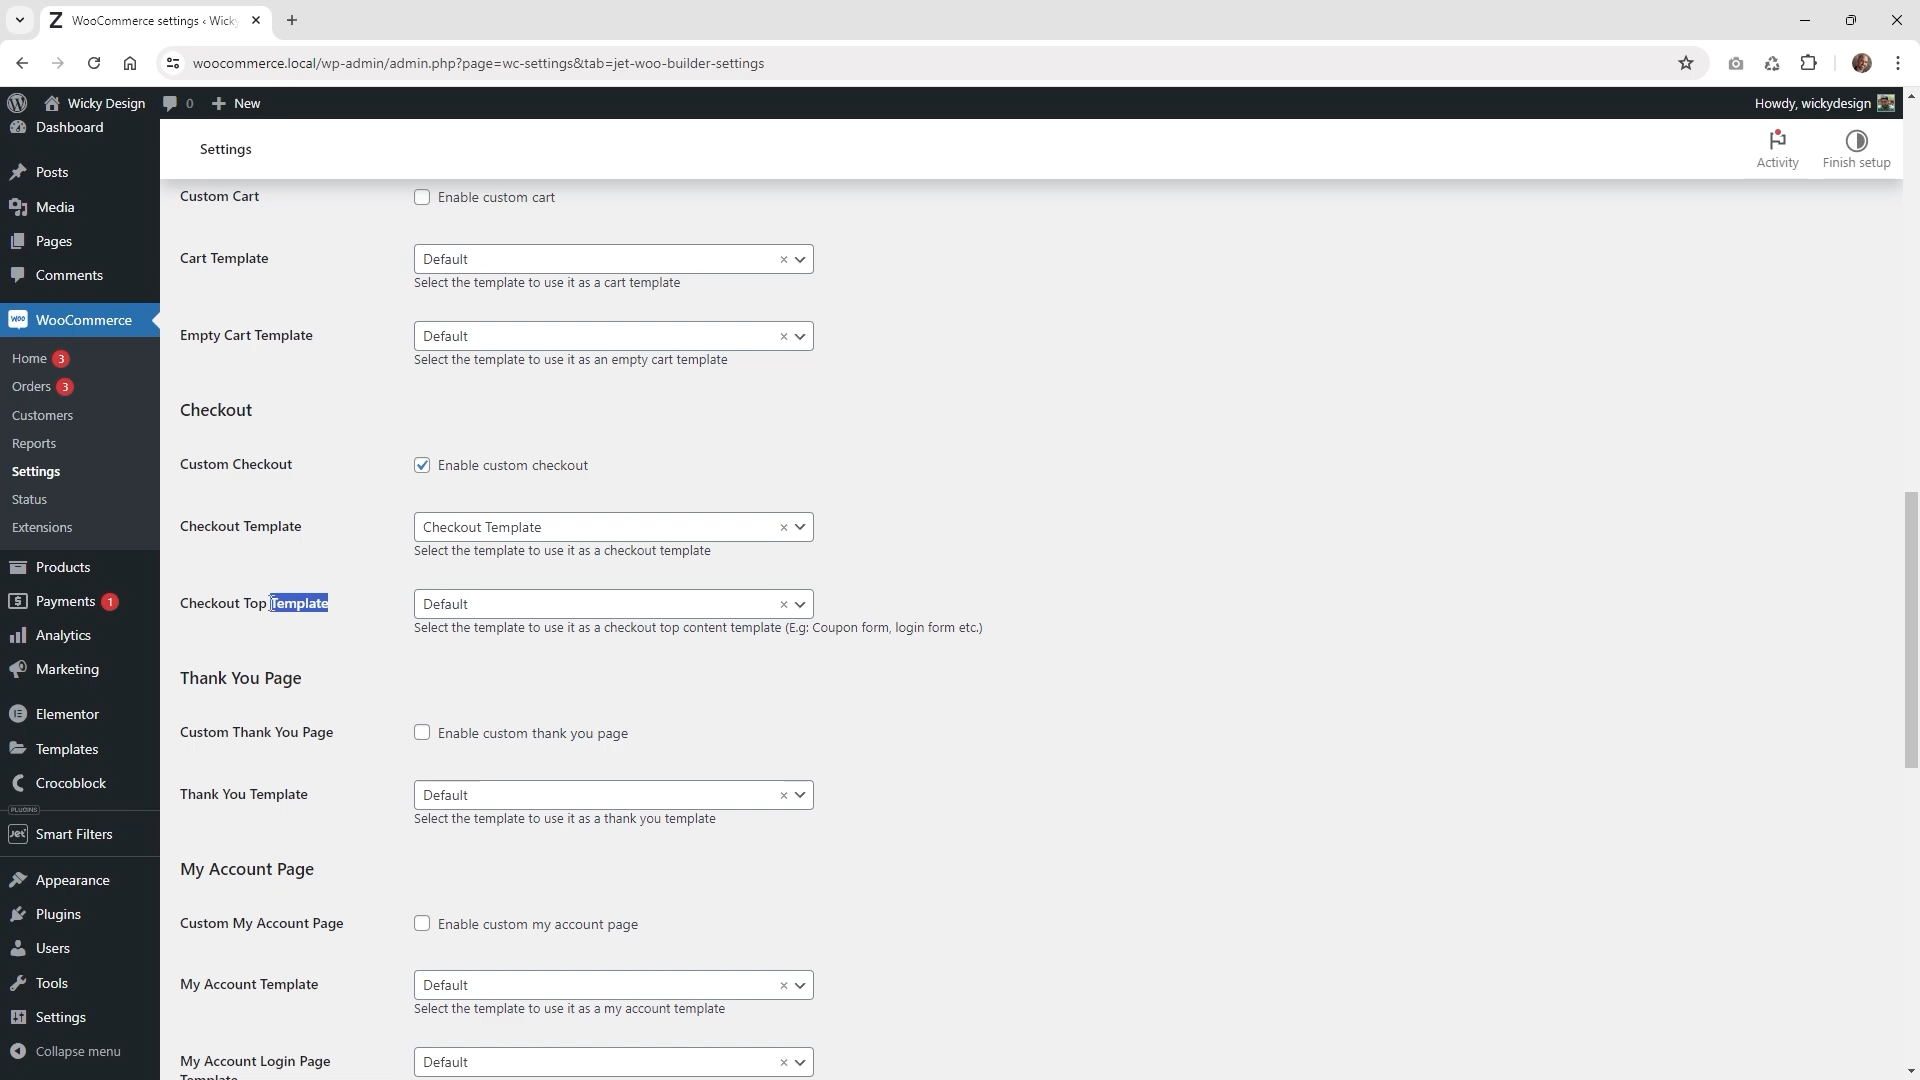 WooCommerce settings ‹ Wicky
woocommerce.local/wp-admin/admin.php?page=wc-settings&tab=jet-woo-builder-settings
Wicky Design
0
New
Howdy, wickydesign
Dashboard
Posts
Media
Pages
Comments
WooCommerce
Home 3
Orders 3
Customers
Reports
Settings
Status
Extensions
Products
Payments 1
Analytics
Marketing
Elementor
Templates
Crocoblock
PLUGINS
Smart Filters
Appearance
Plugins
Users
Tools
Settings
Collapse menu
Settings
Activity
Finish setup
Custom Cart
Enable custom cart
Cart Template
Default
Select the template to use it as a cart template
Empty Cart Template
Default
Select the template to use it as an empty cart template
Checkout
Custom Checkout
Enable custom checkout
Checkout Template
Checkout Template
Select the template to use it as a checkout template
Checkout Top Template
Default
Select the template to use it as a checkout top content template (E.g: Coupon form, login form etc.)
Thank You Page
Custom Thank You Page
Enable custom thank you page
Thank You Template
Default
Select the template to use it as a thank you template
My Account Page
Custom My Account Page
Enable custom my account page
My Account Template
Default
Select the template to use it as a my account template
My Account Login Page
Template
Default